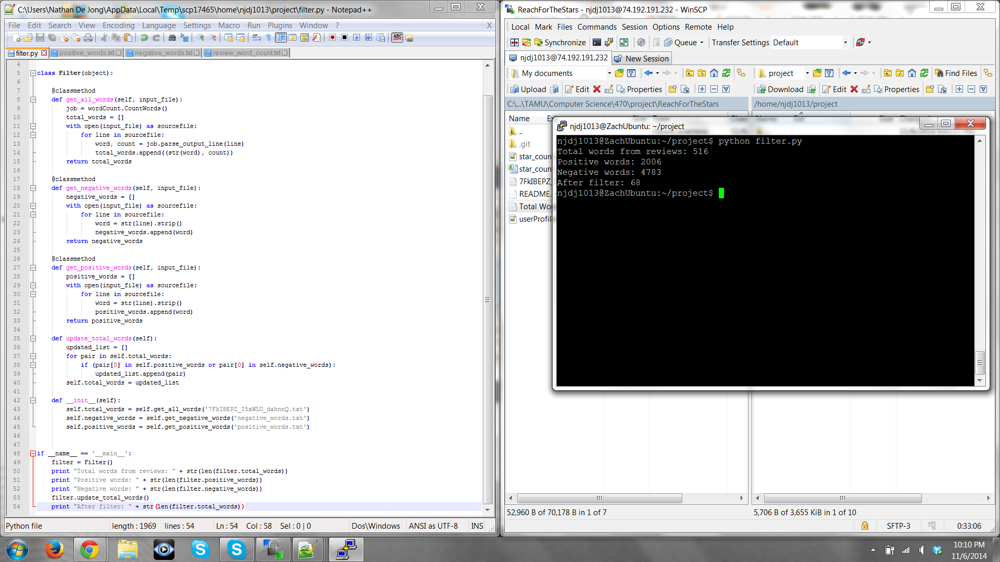 C:\Users\Nathan De Jong\AppData\Local\Temp\scp17465\home\njdj1013\project\filter.py - Notepad++
File Edit Search View Encoding Language Settings Macro Run Plugins Window ? X
filter.py positive_words.txt negative_words.txt review_word_count.txt
4
5 class Filter(object):
6
7 @classmethod
8 def get_all_words(self, input_file):
9 job = wordCount.CountWords()
10 total_words = []
11 with open(input_file) as sourcefile:
12 for line in sourcefile:
13 word, count = job.parse_output_line(line)
14 total_words.append((str(word), count))
15 return total_words
16
17 @classmethod
18 def get_negative_words(self, input_file):
19 negative_words = []
20 with open(input_file) as sourcefile:
21 for line in sourcefile:
22 word = str(line).strip()
23 negative_words.append(word)
24 return negative_words
25
26 @classmethod
27 def get_positive_words(self, input_file):
28 positive_words = []
29 with open(input_file) as sourcefile:
30 for line in sourcefile:
31 word = str(line).strip()
32 positive_words.append(word)
33 return positive_words
34
35 def update_total_words(self):
36 updated_list = []
37 for pair in self.total_words:
38 if (pair[0] in self.positive_words or pair[0] in self.negative_words):
39 updated_list.append(pair)
40 self.total_words = updated_list
41
42 def __init__(self):
43 self.total_words = self.get_all_words('7FkIBEPZ_I5xWLU_dahnnQ.txt')
44 self.negative_words = self.get_negative_words('negative_words.txt')
45 self.positive_words = self.get_positive_words('positive_words.txt')
46
47
48 if __name__ == '__main__':
49 filter = Filter()
50 print "Total words from reviews: " + str(len(filter.total_words))
51 print "Positive words: " + str(len(filter.positive_words))
52 print "Negative words: " + str(len(filter.negative_words))
53 filter.update_total_words()
54 print "After filter: " + str(len(filter.total_words))
Python file length : 1969 lines : 54 Ln : 54 Col : 58 Sel : 0 | 0 Dos\Windows ANSI as UTF-8 INS
ReachForTheStars - njdj1013@74.192.191.232 - WinSCP
Local Mark Files Commands Session Options Remote Help
Synchronize Queue Transfer Settings Default
njdj1013@74.192.191.232 New Session
My documents project Find Files
Upload Edit Properties Download Edit Properties
C:\...\TAMU\Computer Science\470\project\ReachForTheStars /home/njdj1013/project
Name
..
.git
star_coun
star_coun
7FkIBEPZ_
README.
Total Wo
userProfil
njdj1013@ZachUbuntu: ~/project
njdj1013@ZachUbuntu:~/project$ python filter.py
Total words from reviews: 516
Positive words: 2006
Negative words: 4783
After filter: 68
njdj1013@ZachUbuntu:~/project$
52,960 B of 70,178 B in 1 of 7 5,706 B of 3,655 KiB in 1 of 10
SFTP-3 0:33:06
10:10 PM
11/6/2014